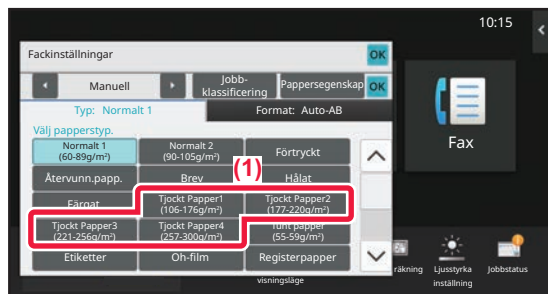 10:15
Fackinställningar
OK
Manuell
Jobb-
klassificering
Pappersegenskap
OK
Typ: Normalt 1
Format: Auto-AB
Välj papperstyp.
Normalt 1
(60-89g/m²)
Normalt 2
(90-105g/m²)
Förtryckt
Återvunn.papp.
Brev
(1)
Hålat
Färgat
Tjockt Papper1
(106-176g/m²)
Tjockt Papper2
(177-220g/m²)
Tjockt Papper3
(221-256g/m²)
Tjockt Papper4
(257-300g/m²)
Tunt papper
(55-59g/m²)
Etiketter
Oh-film
Registerpapper
Fax
visningsläge
räkning
Ljusstyrka
inställning
Jobbstatus